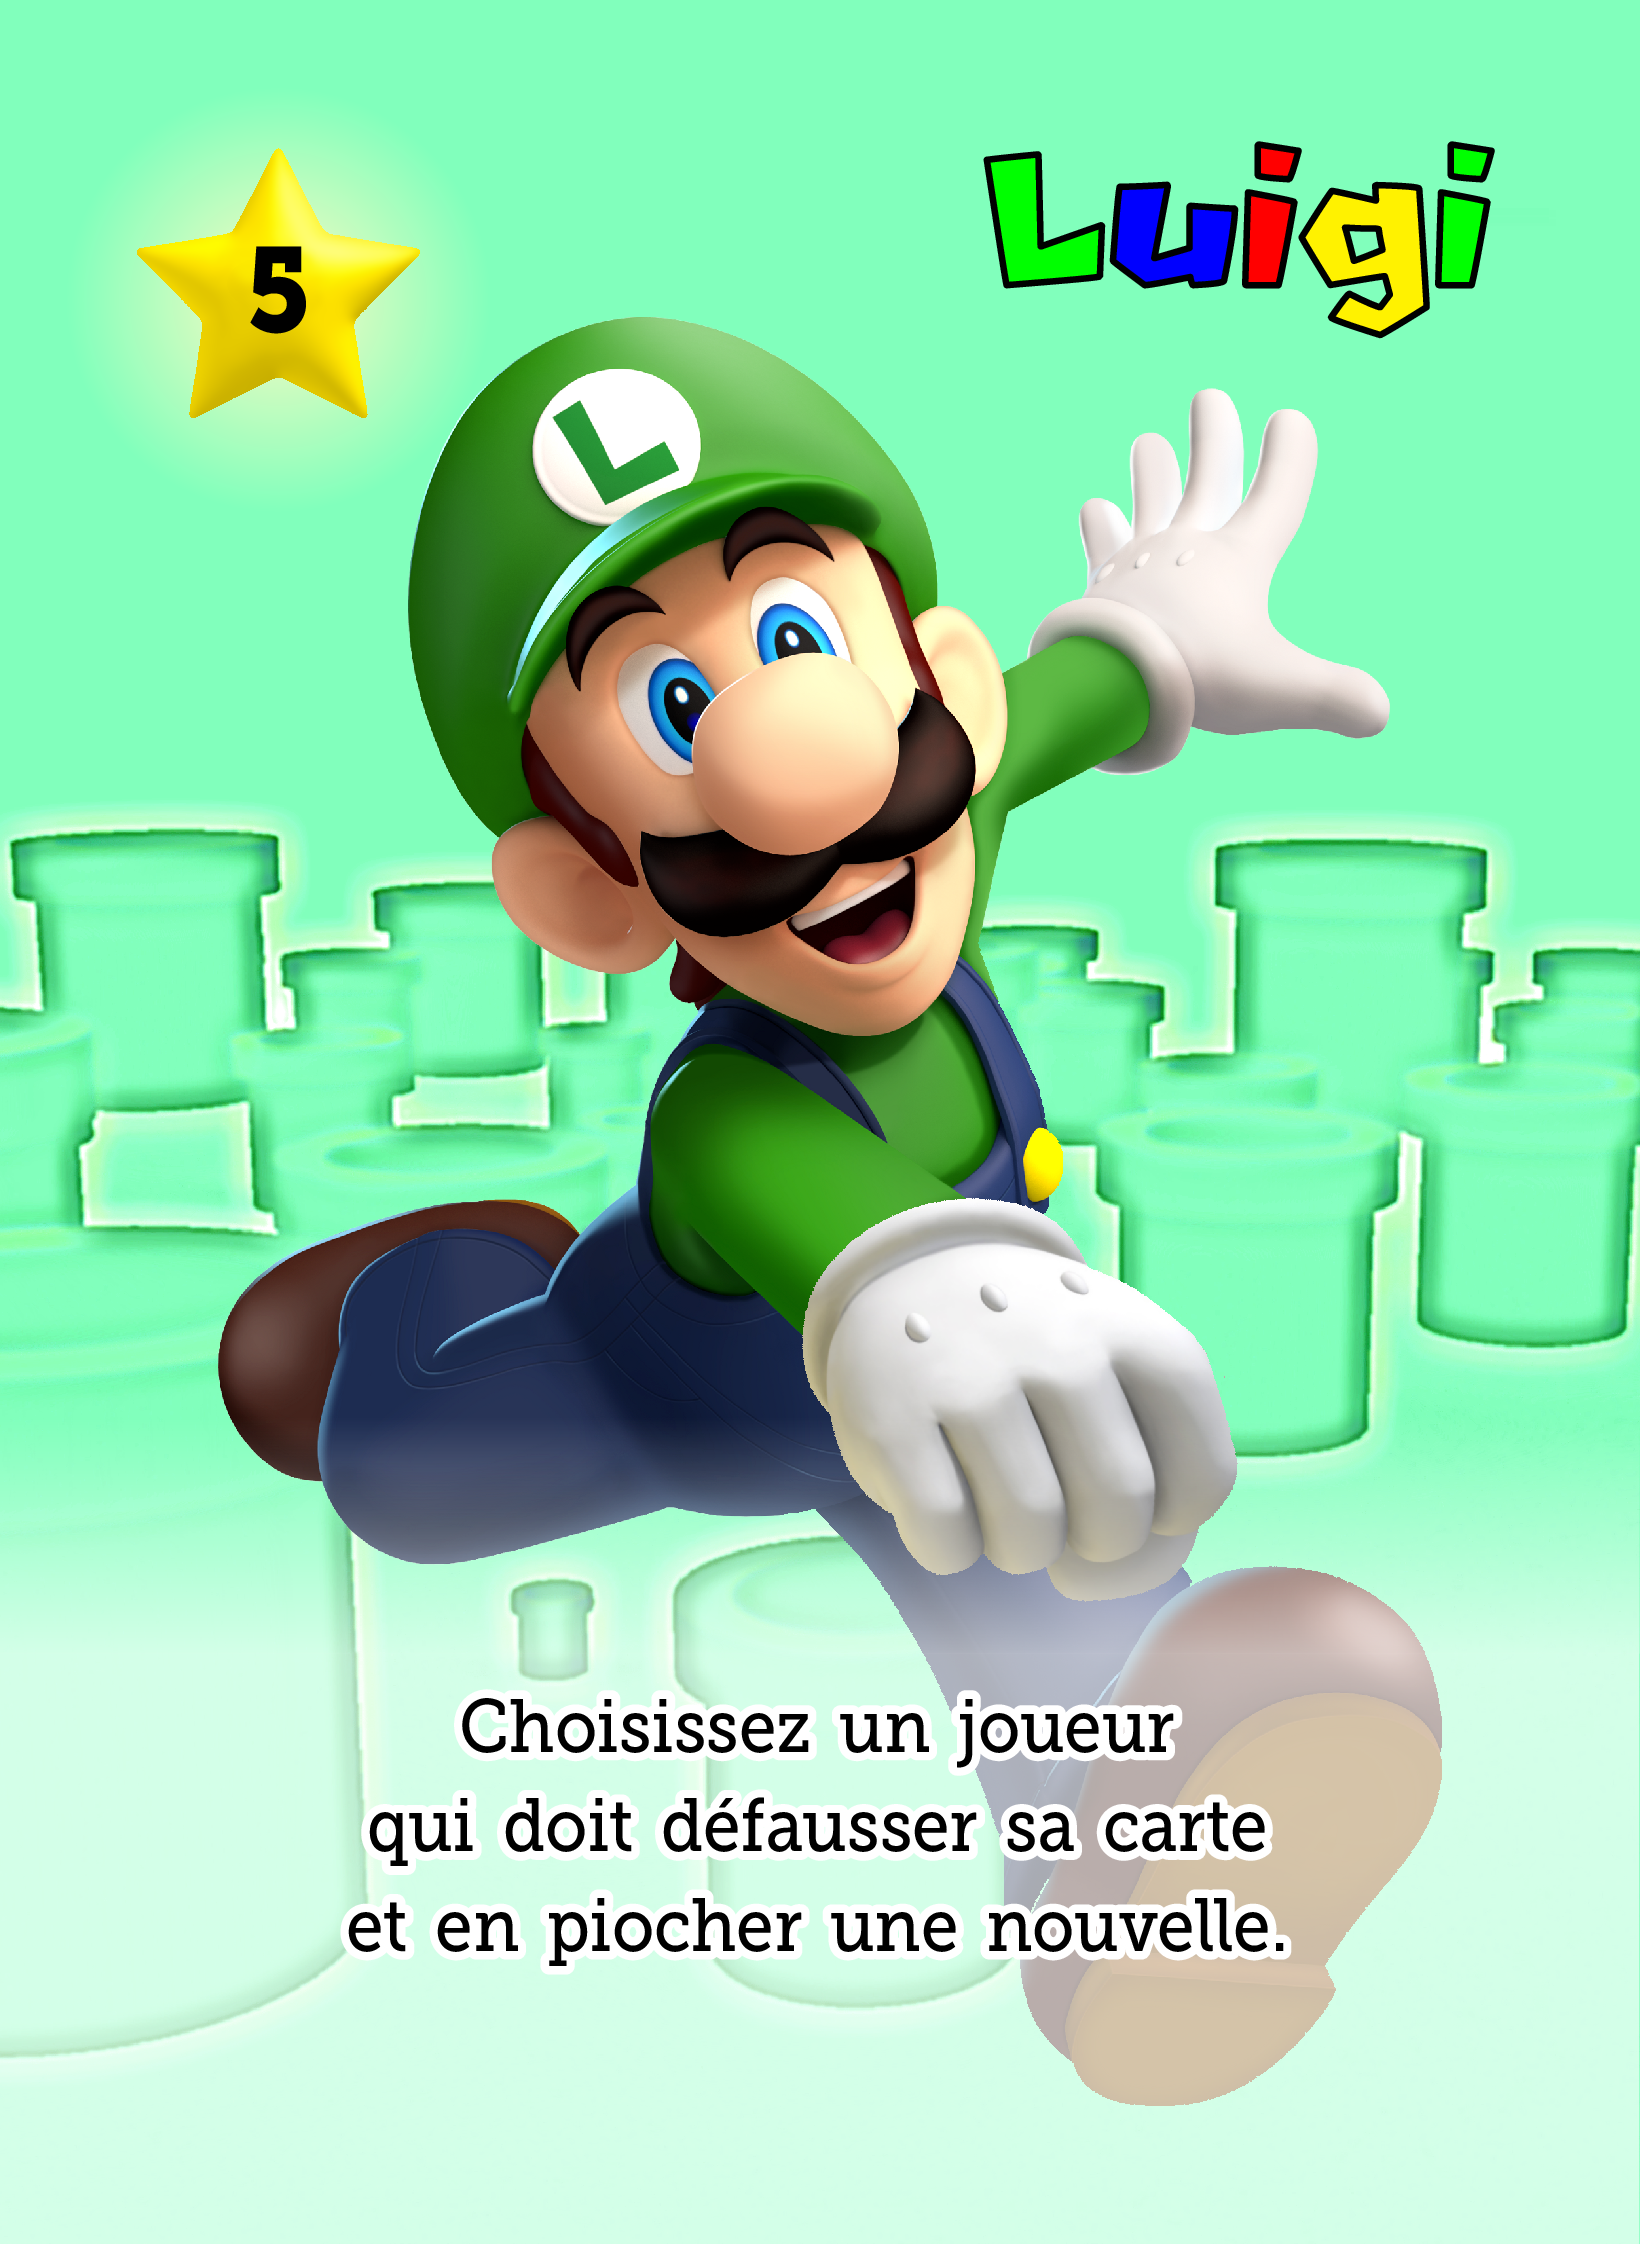 5
Luigi
L
Choisissez un joueur
qui doit défausser sa carte
et en piocher une nouvelle.